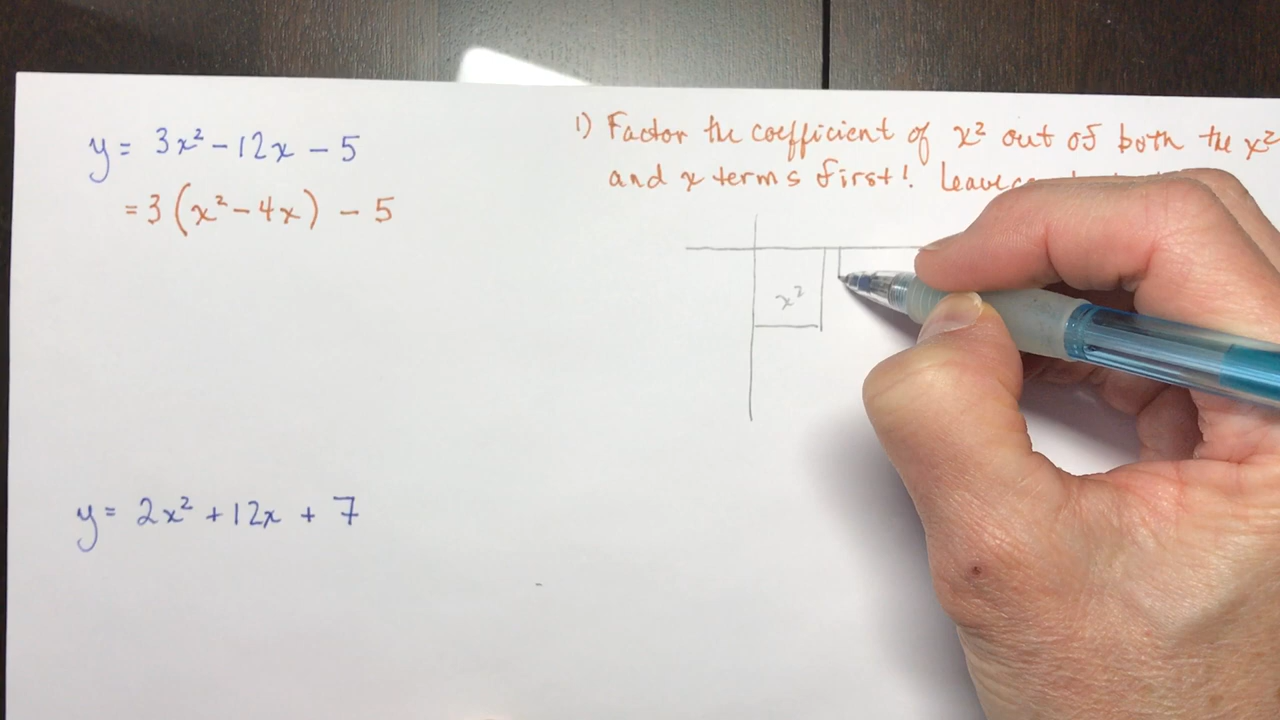 y = 3x² - 12x - 5
= 3 (x² - 4x) - 5
1) Factor the coefficient of x² out of both the x²
and x terms first! Leave
x²
y = 2x² + 12x + 7